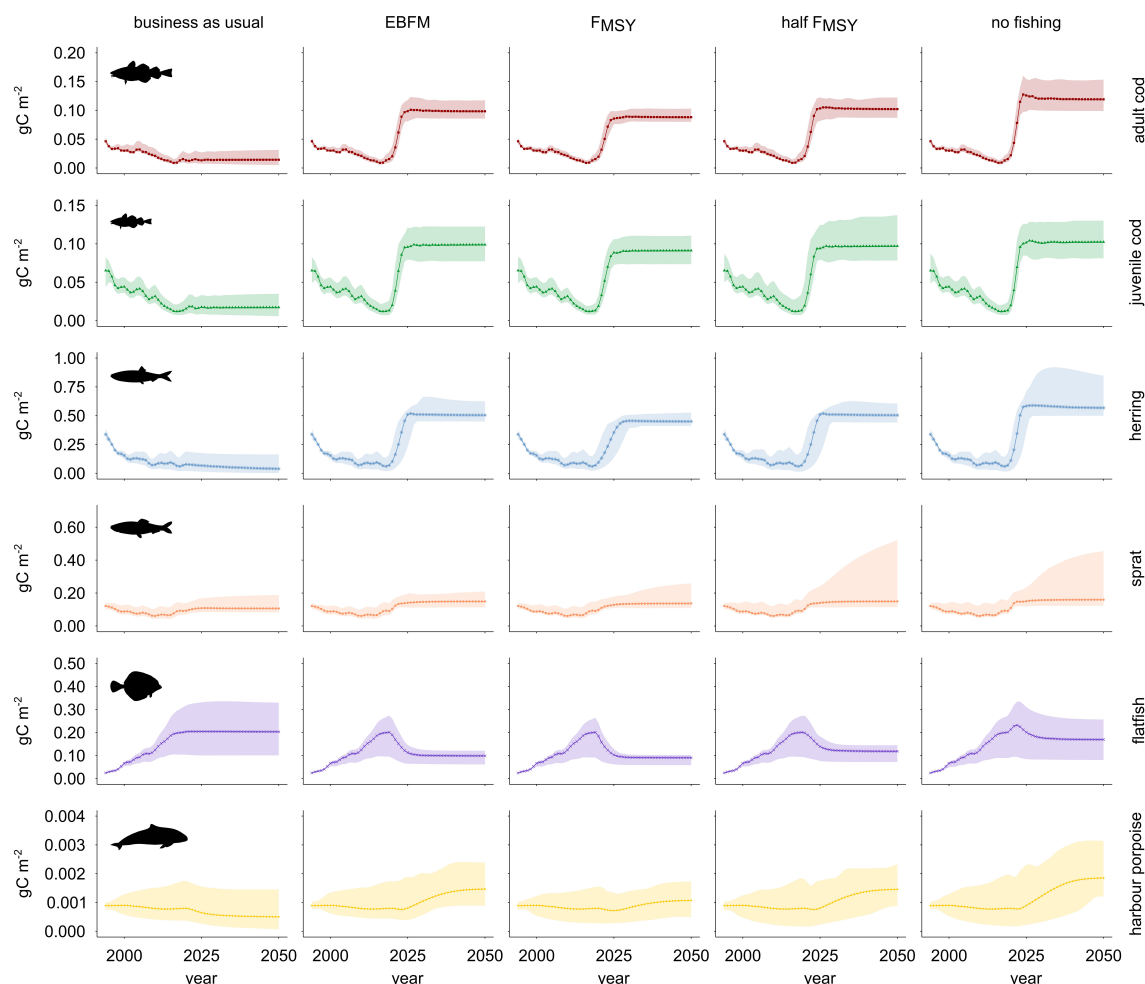 business as usual EBFM FMSY half FMSY no fishing
0.20
0.15
0.10
0.05
0.00
gC m-2
adult cod
0.15
0.10
0.05
0.00
gC m-2
juvenile cod
1.00
0.75
0.50
0.25
0.00
gC m-2
herring
0.60
0.40
0.20
0.00
gC m-2
sprat
0.50
0.40
0.30
0.20
0.10
0.00
gC m-2
flatfish
0.004
0.003
0.002
0.001
0.000
gC m-2
harbour porpoise
2000 2025 2050 2000 2025 2050 2000 2025 2050 2000 2025 2050 2000 2025 2050
year year year year year